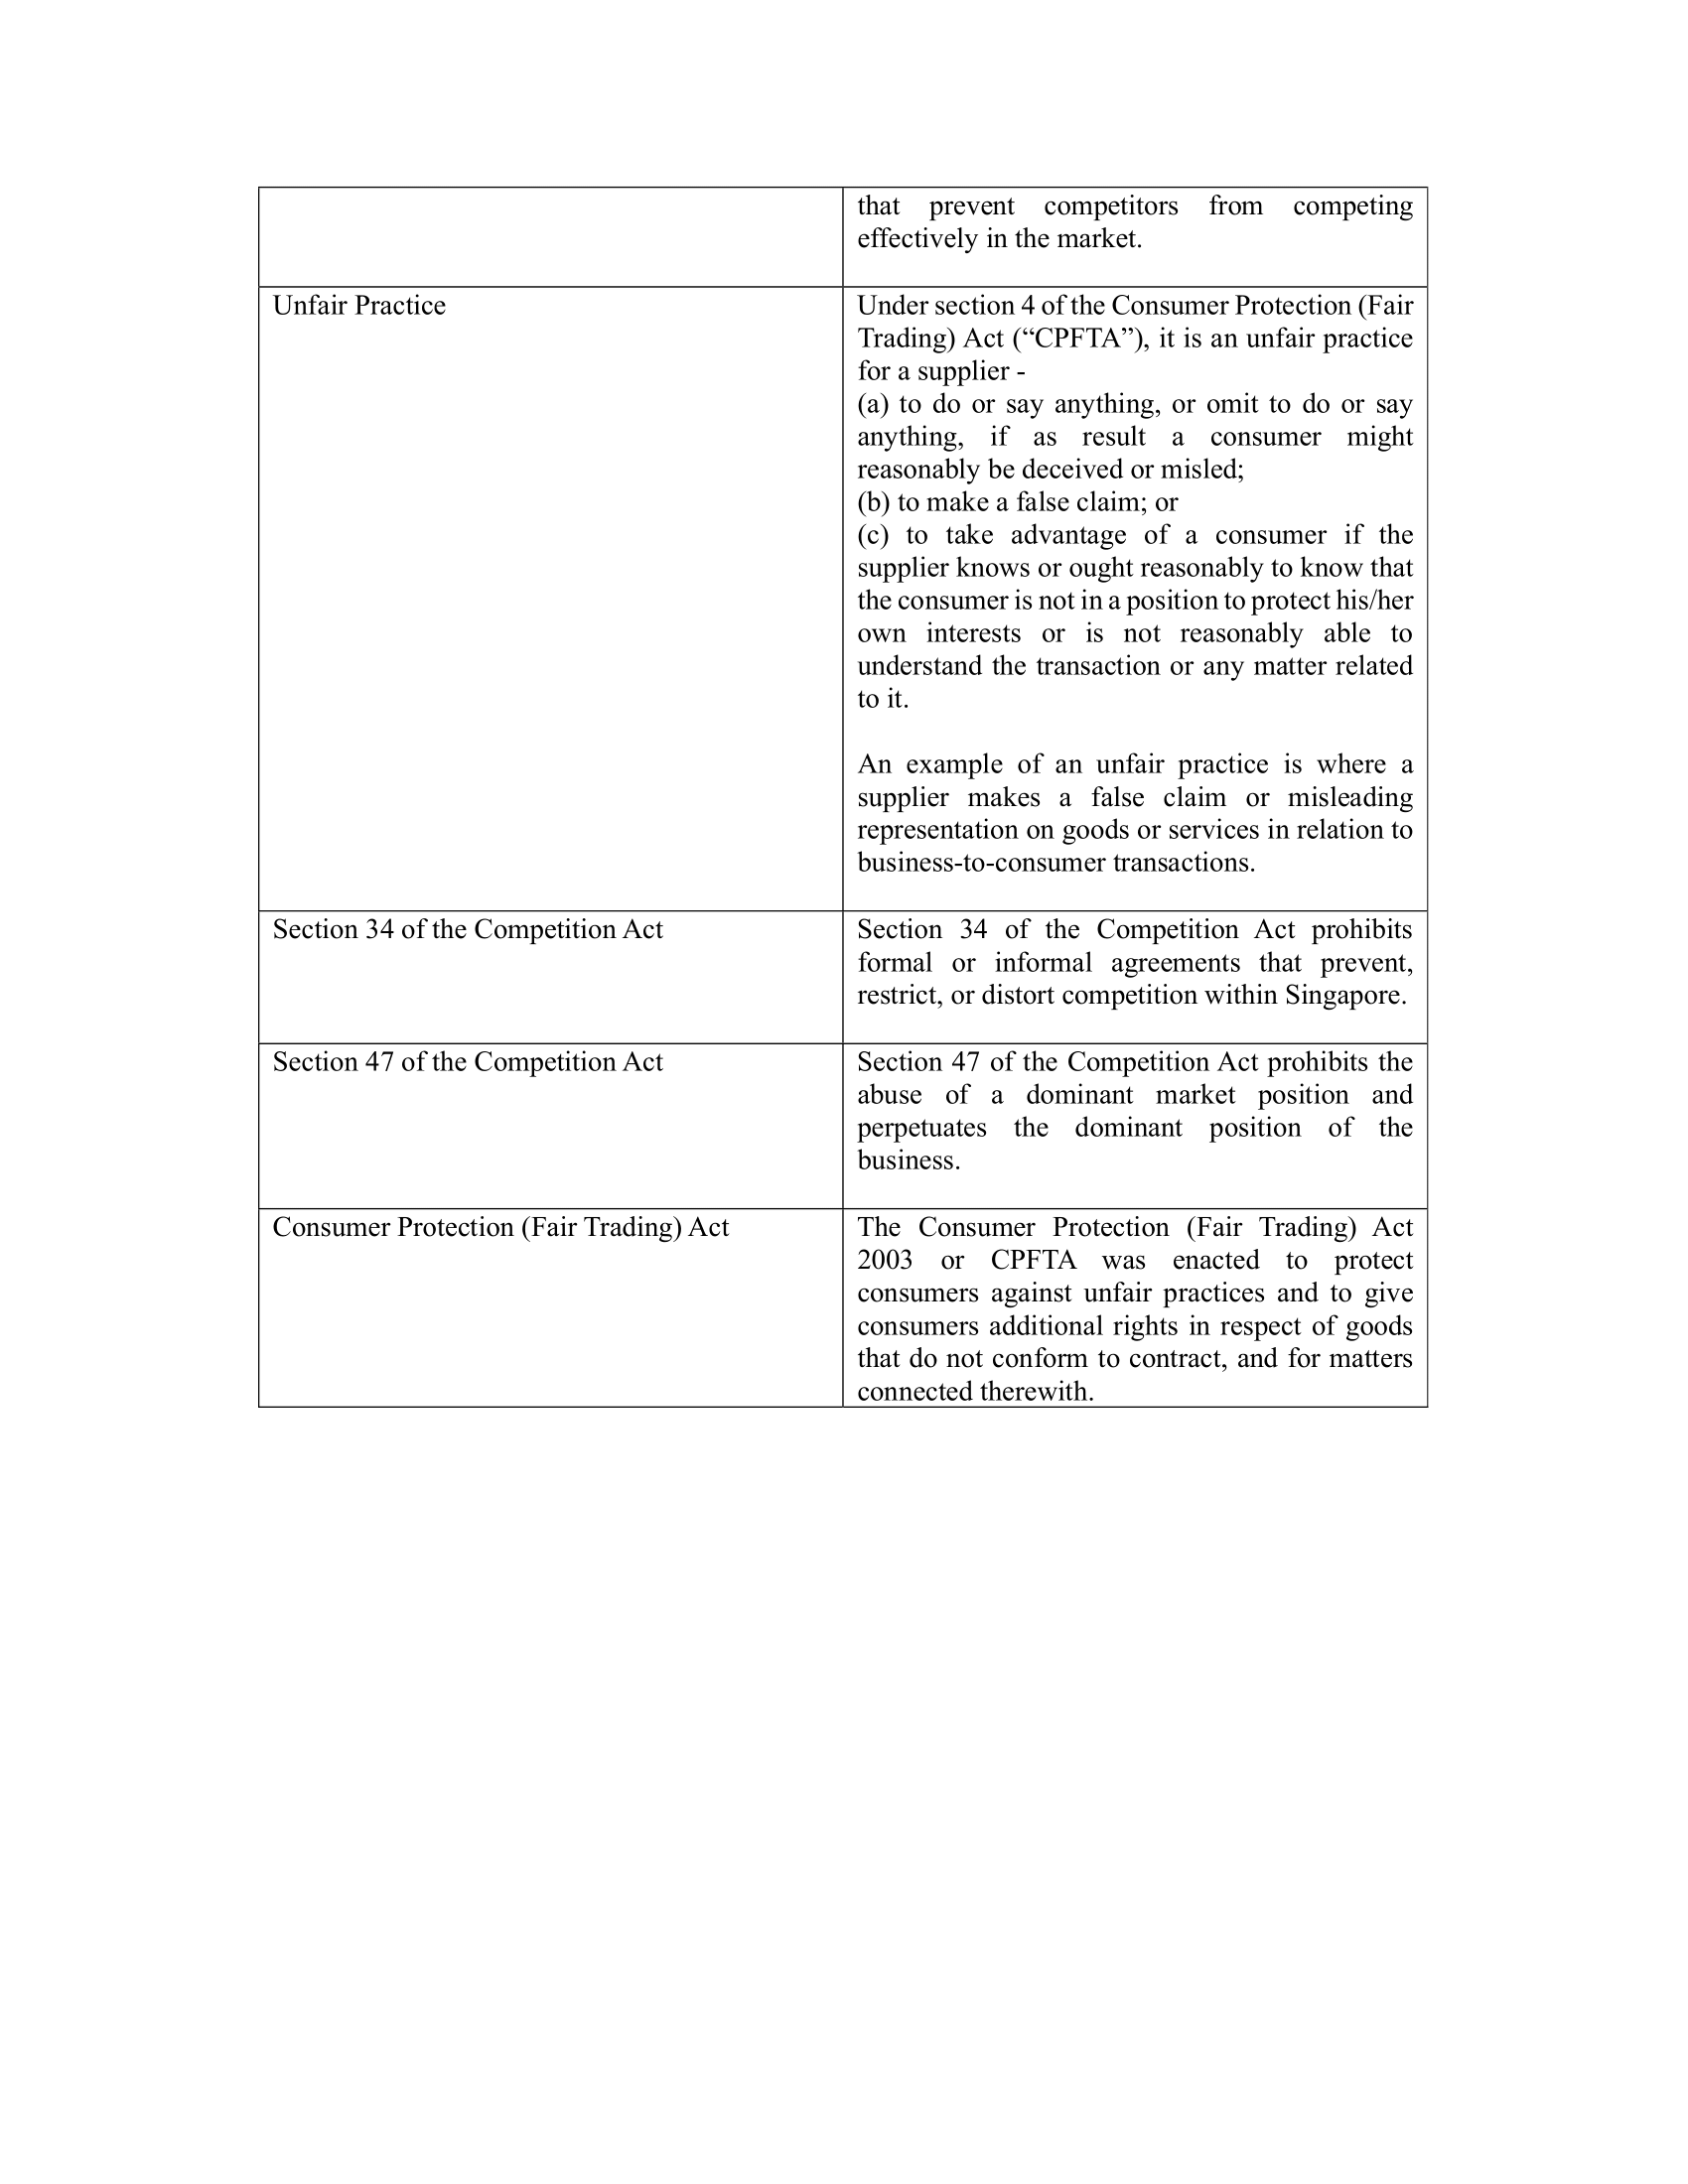 that prevent competitors from competing
effectively in the market.
Unfair Practice
Under section 4 of the Consumer Protection (Fair
Trading) Act (“CPFTA”), it is an unfair practice
for a supplier -
(a) to do or say anything, or omit to do or say
anything, if as result a consumer might
reasonably be deceived or misled;
(b) to make a false claim; or
(c) to take advantage of a consumer if the
supplier knows or ought reasonably to know that
the consumer is not in a position to protect his/her
own interests or is not reasonably able to
understand the transaction or any matter related
to it.
An example of an unfair practice is where a
supplier makes a false claim or misleading
representation on goods or services in relation to
business-to-consumer transactions.
Section 34 of the Competition Act
Section 34 of the Competition Act prohibits
formal or informal agreements that prevent,
restrict, or distort competition within Singapore.
Section 47 of the Competition Act
Section 47 of the Competition Act prohibits the
abuse of a dominant market position and
perpetuates the dominant position of the
business.
Consumer Protection (Fair Trading) Act
The Consumer Protection (Fair Trading) Act
2003 or CPFTA was enacted to protect
consumers against unfair practices and to give
consumers additional rights in respect of goods
that do not conform to contract, and for matters
connected therewith.